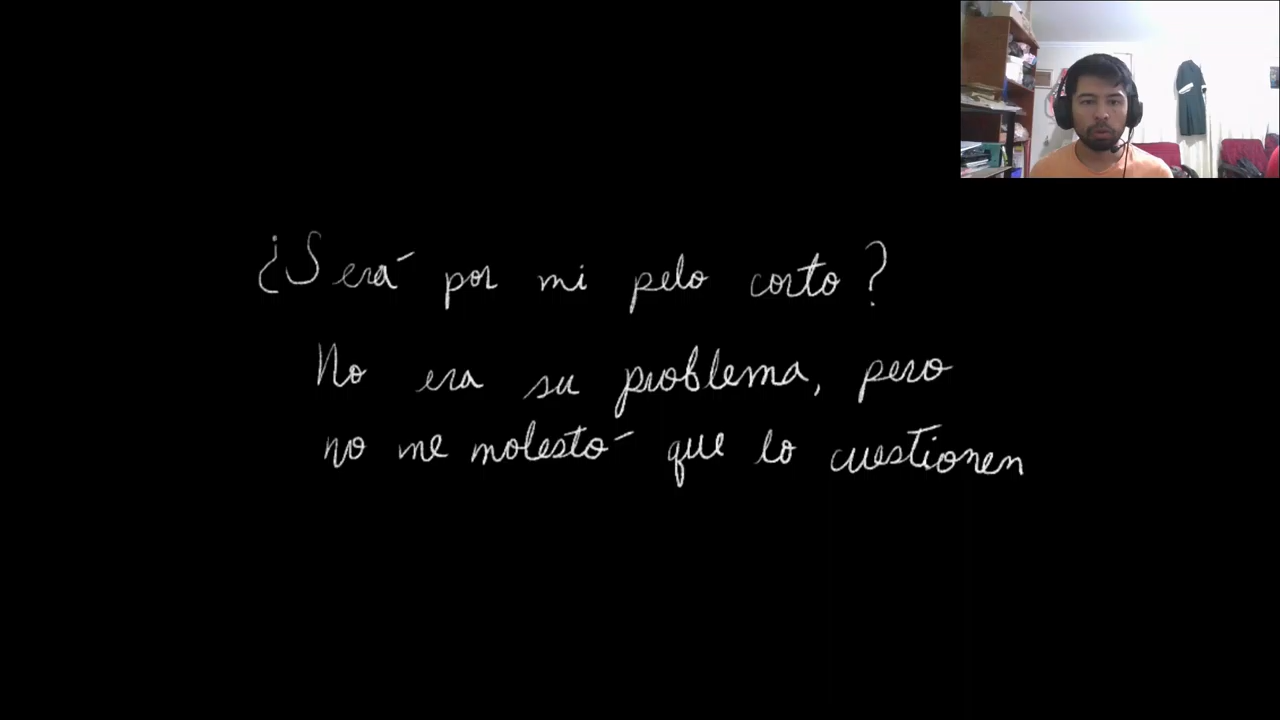 ¿Será por mi pelo corto?
No era su problema, pero
no me molestó que lo cuestionen